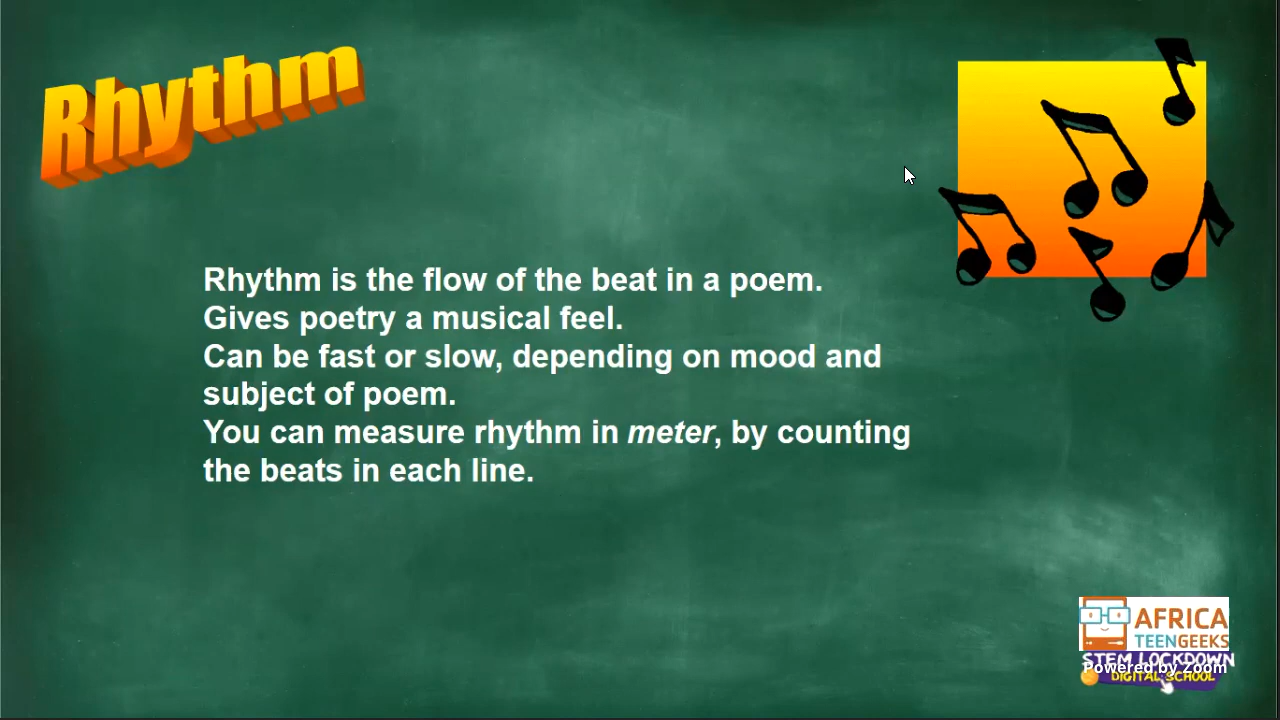 Rhythm
Rhythm is the flow of the beat in a poem.
Gives poetry a musical feel.
Can be fast or slow, depending on mood and
subject of poem.
You can measure rhythm in meter, by counting
the beats in each line.
AFRICA
TEENGEEKS
STEM LOCKDOWN
Powered by Zoom
DIGITAL SCHOOL